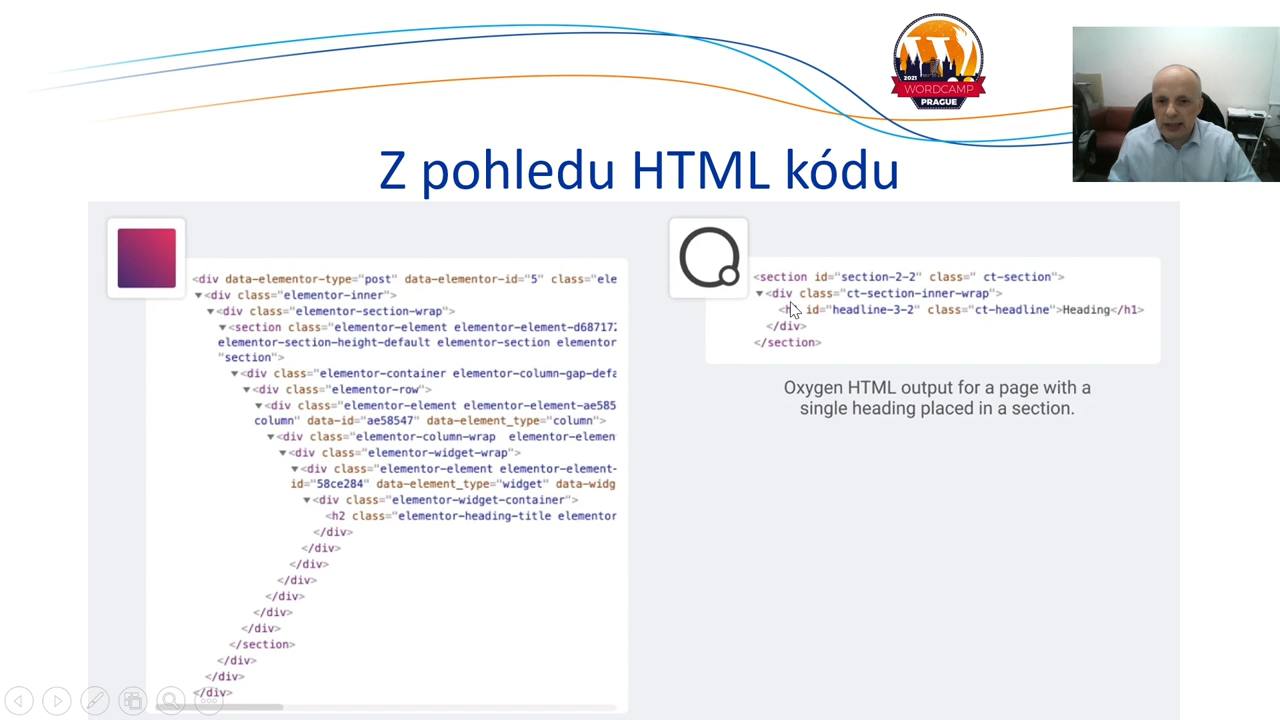 2021
WORDCAMP
PRAGUE
Z pohledu HTML kódu
<div data-elementor-type="post" data-elementor-id="5" class="ele
<div class="elementor-inner">
<div class="elementor-section-wrap">
<section class="elementor-element elementor-element-d687172
elementor-section-height-default elementor-section elementor
"section">
<div class="elementor-container elementor-column-gap-defa
<div class="elementor-row">
<div class="elementor-element elementor-element-ae585
column" data-id="ae58547" data-element_type="column">
<div class="elementor-column-wrap elementor-elemen
<div class="elementor-widget-wrap">
<div class="elementor-element elementor-element-
id="58ce284" data-element_type="widget" data-widg
<div class="elementor-widget-container">
<h2 class="elementor-heading-title elementor
</div>
</div>
</div>
</div>
</div>
</div>
</div>
</section>
</div>
</div>
</div>
<section id="section-2-2" class=" ct-section">
<div class="ct-section-inner-wrap">
id="headline-3-2" class="ct-headline">Heading</h1>
</div>
</section>
Oxygen HTML output for a page with a
single heading placed in a section.